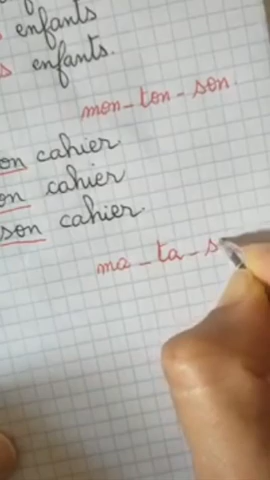 enfants
s enfants.
mon - ton - son.
on cahier
on cahier
son cahier.
ma - ta - s